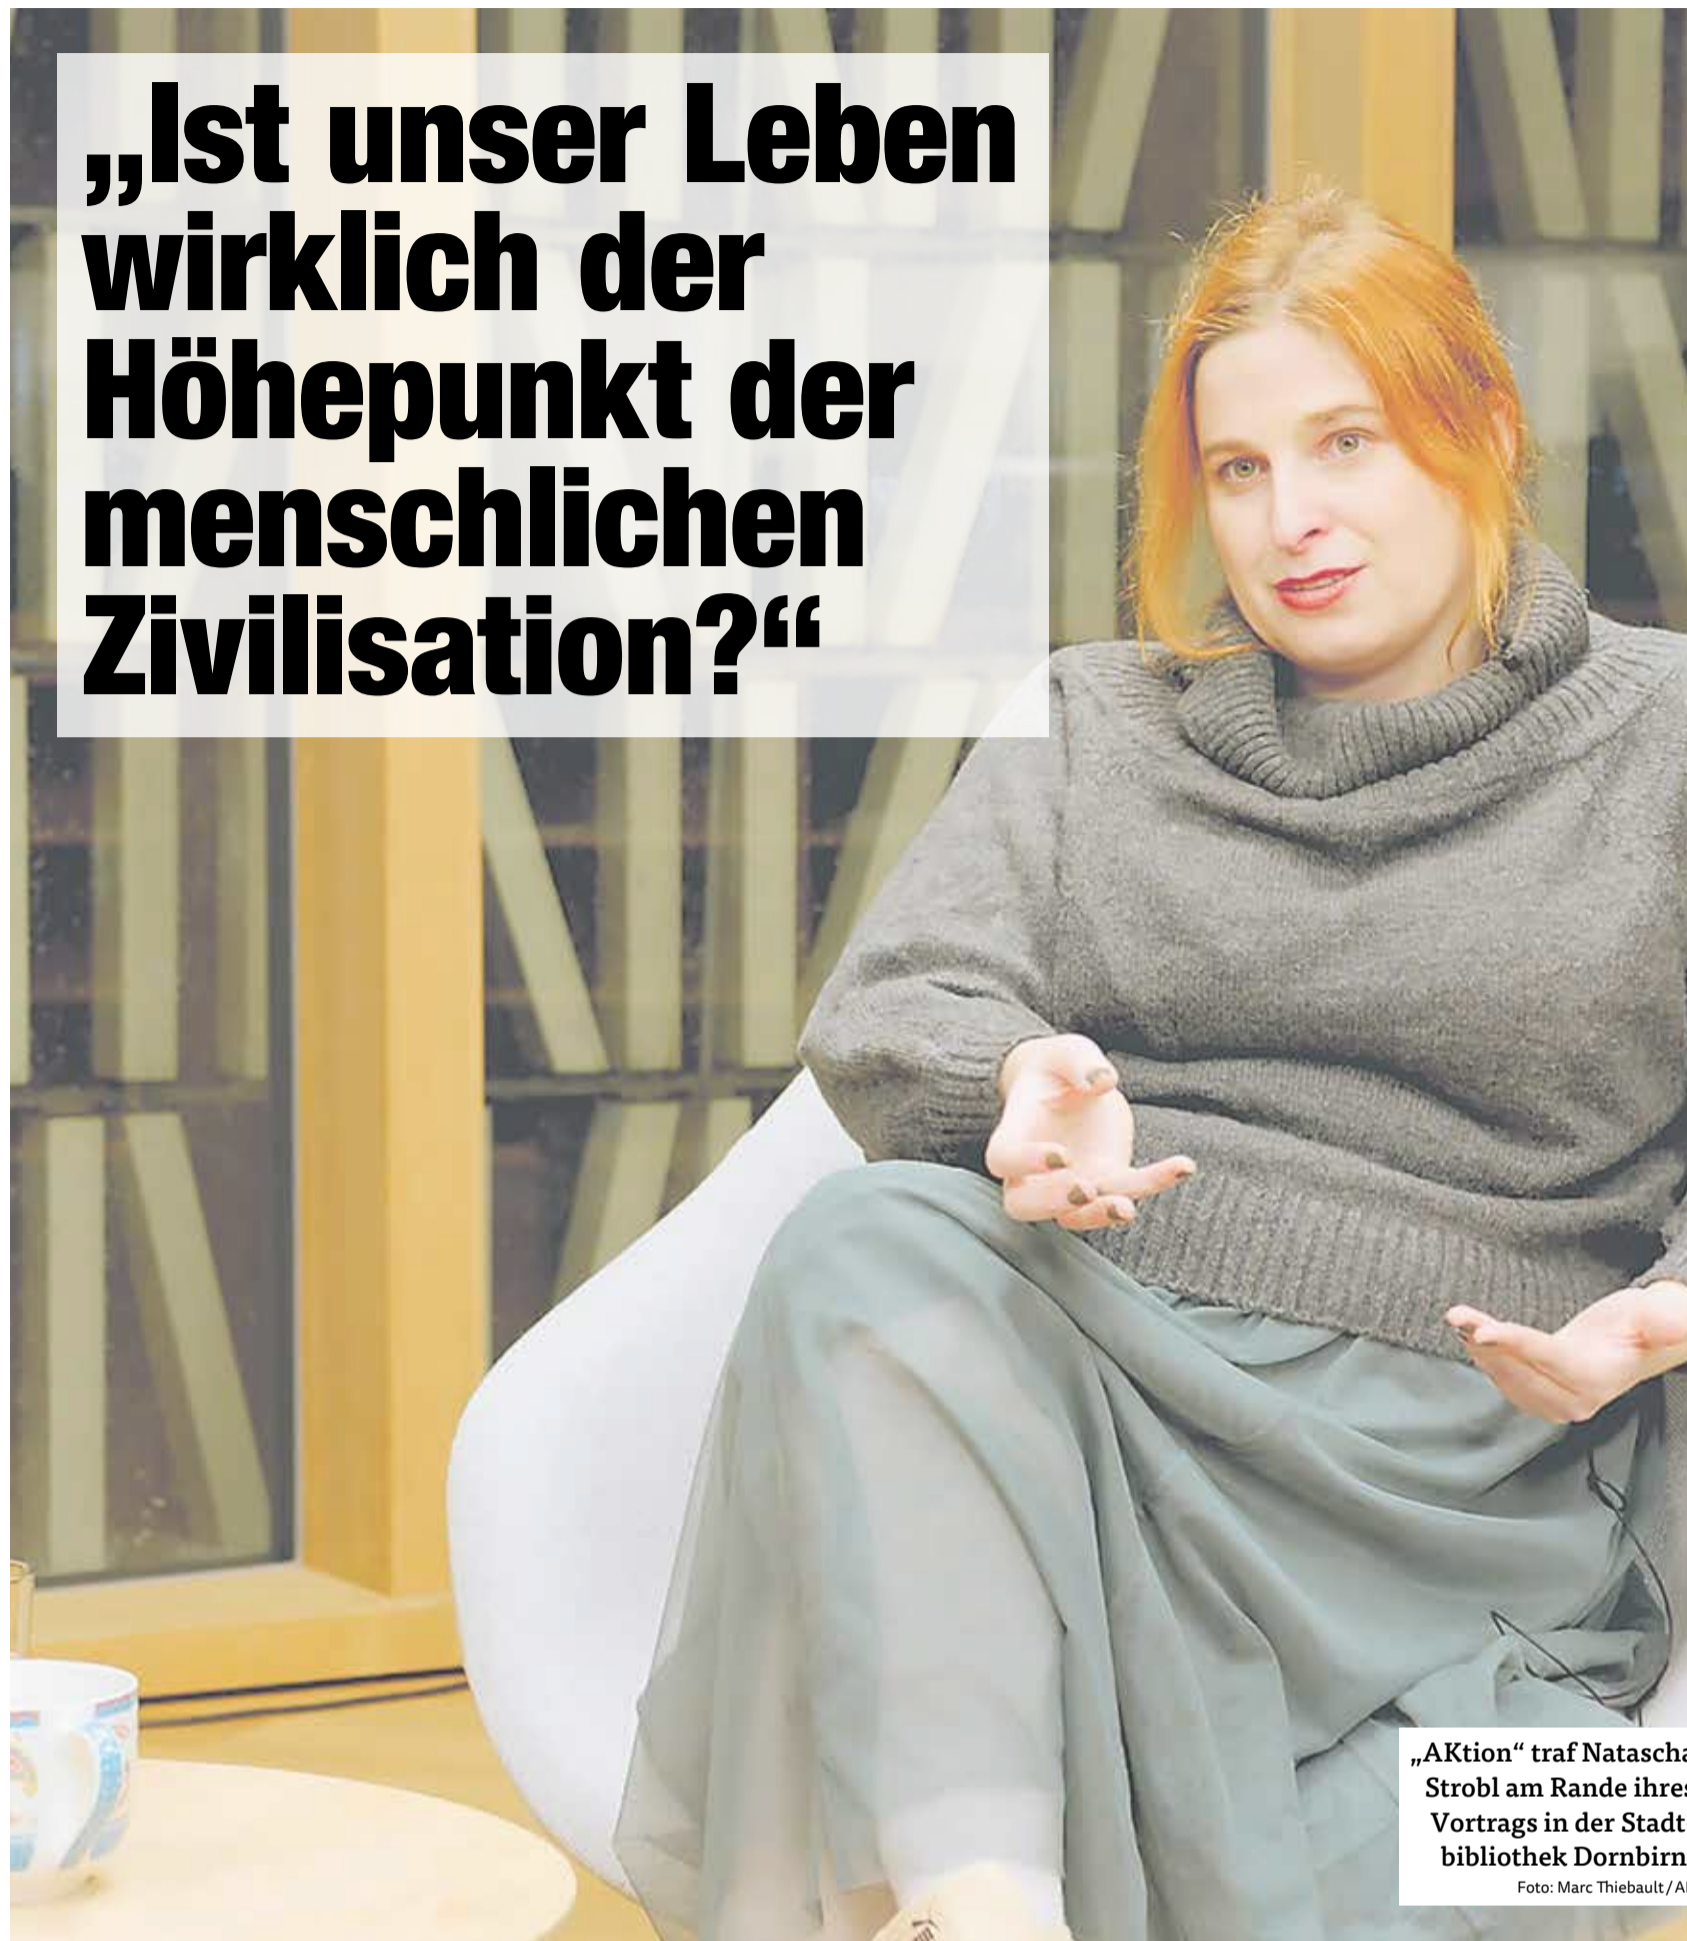 „Ist unser Leben
wirklich der
Höhepunkt der
menschlichen
Zivilisation?“
„AKtion“ traf Natascha
Strobl am Rande ihres
Vortrags in der Stadt
bibliothek Dornbirn
Foto: Marc Thiebault /